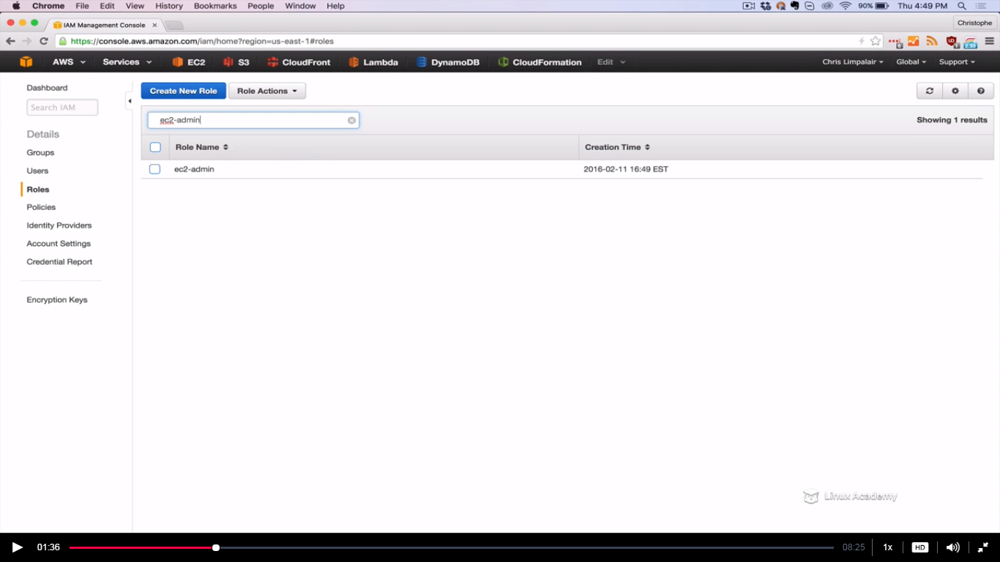 Chrome File Edit View History Bookmarks People Window Help 90% Thu 4:49 PM
IAM Management Console Christophe
https://console.aws.amazon.com/iam/home?region=us-east-1#roles
AWS Services EC2 S3 CloudFront Lambda DynamoDB CloudFormation Edit Chris Limpalair Global Support
Dashboard
Search IAM
Details
Groups
Users
Roles
Policies
Identity Providers
Account Settings
Credential Report
Encryption Keys
Create New Role Role Actions
ec2-admin Showing 1 results
Role Name Creation Time
ec2-admin 2016-02-11 16:49 EST
Linux Academy
01:36 08:25 1x HD